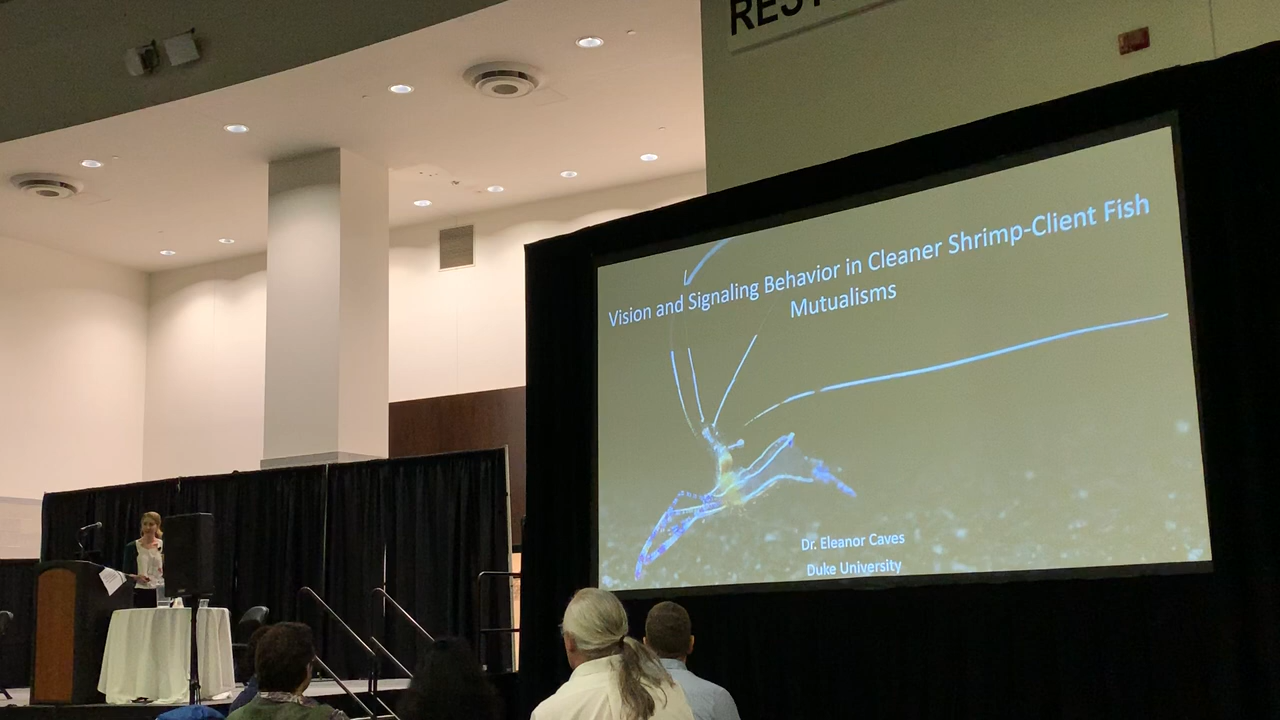 Vision and Signaling Behavior in Cleaner Shrimp-Client Fish
Mutualisms
Dr. Eleanor Caves
Duke University